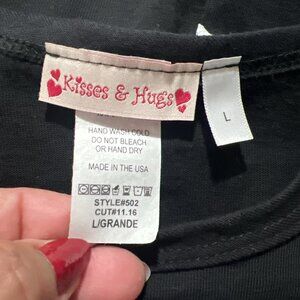 Kisses & Hugs
L
HAND WASH COLD
DO NOT BLEACH
OR HAND DRY
MADE IN THE USA
STYLE#502
CUT#11.16
L/GRANDE